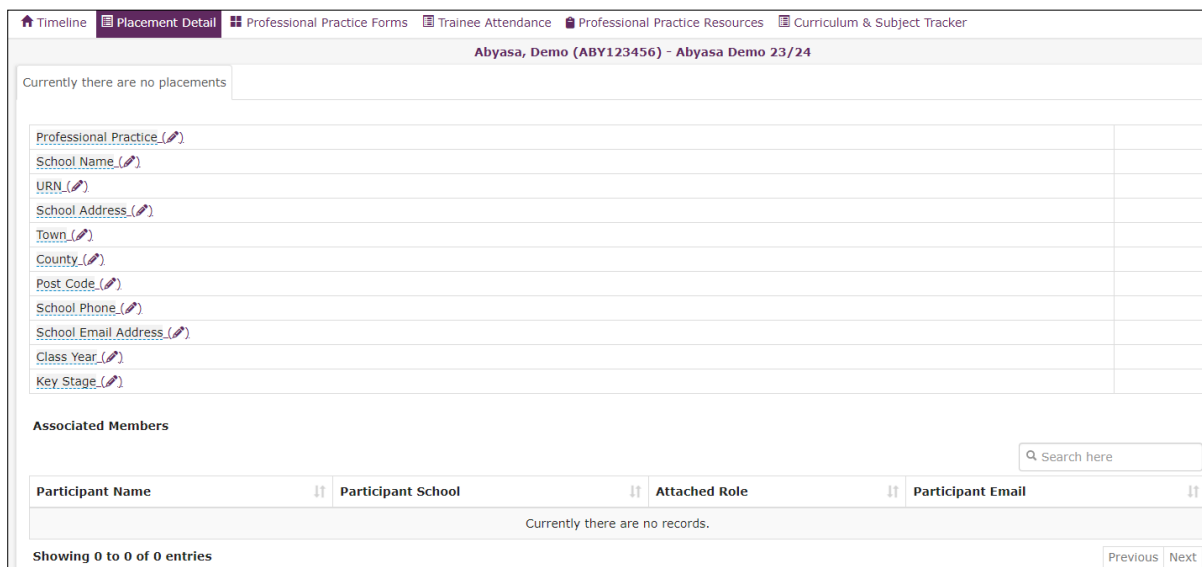 Timeline Placement Detail Professional Practice Forms Trainee Attendance Professional Practice Resources Curriculum & Subject Tracker
Abyasa, Demo (ABY123456) - Abyasa Demo 23/24
Currently there are no placements
Professional Practice ( )
School Name ( )
URN ( )
School Address ( )
Town ( )
County ( )
Post Code ( )
School Phone ( )
School Email Address ( )
Class Year ( )
Key Stage ( )
Associated Members
Search here
Participant Name Participant School Attached Role Participant Email
Currently there are no records.
Showing 0 to 0 of 0 entries Previous Next